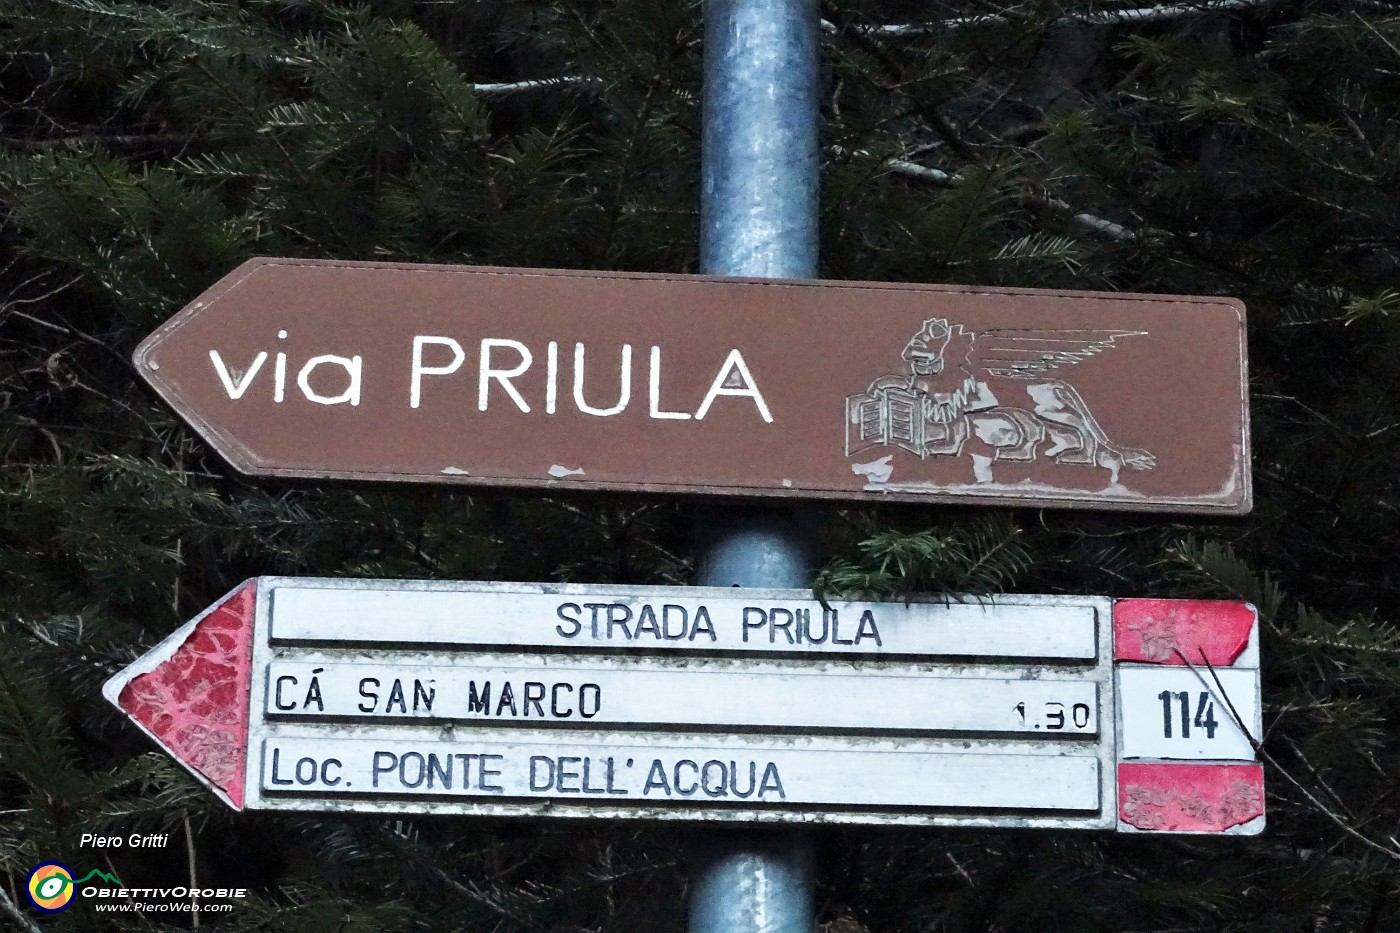 via PRIULA
STRADA PRIULA
CÁ SAN MARCO 1.30
114
Loc. PONTE DELL'ACQUA
Piero Gritti
OBIETTIVOROBIE
www.PieroWeb.com